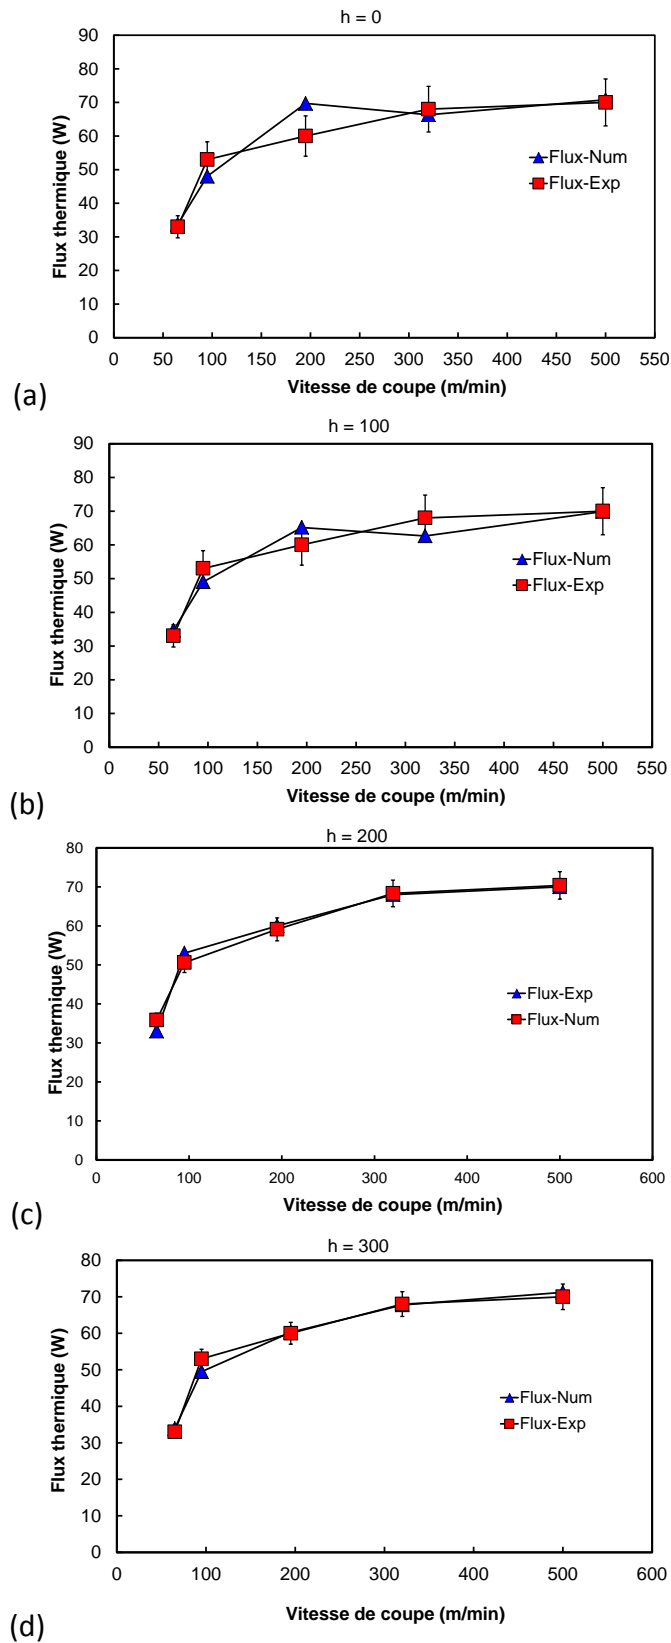 h = 0
90
80
70
60
50
40
30
20
10
0
Flux thermique (W)
Flux-Num
Flux-Exp
0 50 100 150 200 250 300 350 400 450 500 550
Vitesse de coupe (m/min)
(a)
h = 100
90
80
70
60
50
40
30
20
10
0
Flux thermique (W)
Flux-Num
Flux-Exp
0 50 100 150 200 250 300 350 400 450 500 550
Vitesse de coupe (m/min)
(b)
h = 200
80
70
60
50
40
30
20
10
0
Flux thermique (W)
Flux-Exp
Flux-Num
0 100 200 300 400 500 600
Vitesse de coupe (m/min)
(c)
h = 300
80
70
60
50
40
30
20
10
0
Flux thermique (W)
Flux-Num
Flux-Exp
0 100 200 300 400 500 600
Vitesse de coupe (m/min)
(d)